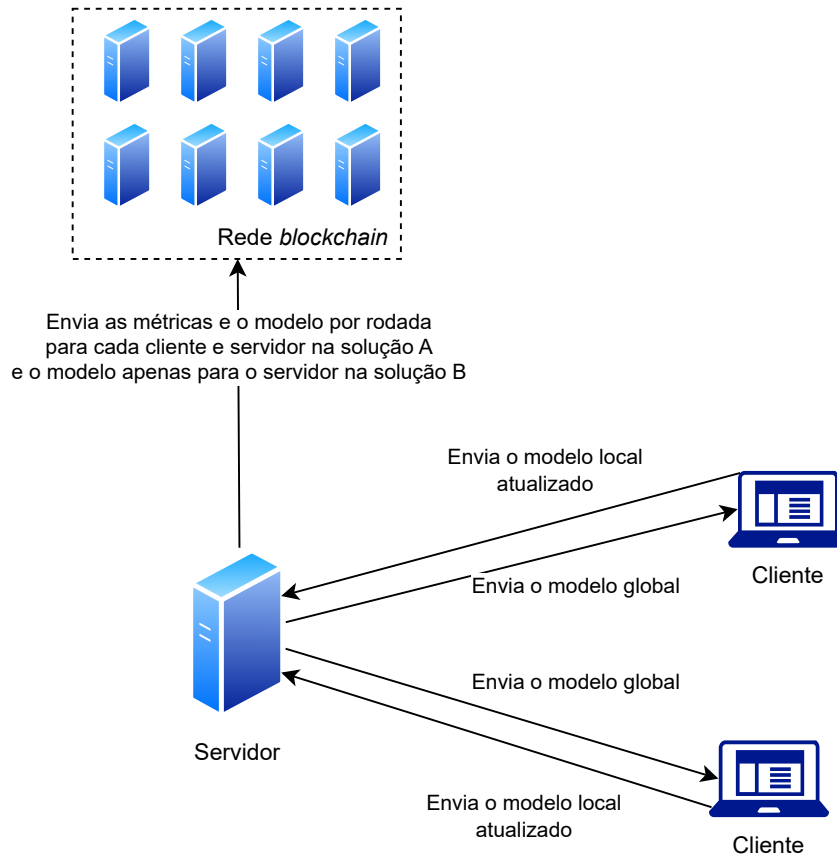 Rede blockchain
Envia as métricas e o modelo por rodada
para cada cliente e servidor na solução A
e o modelo apenas para o servidor na solução B
Envia o modelo local
atualizado
Cliente
Envia o modelo global
Envia o modelo global
Servidor
Envia o modelo local
atualizado
Cliente